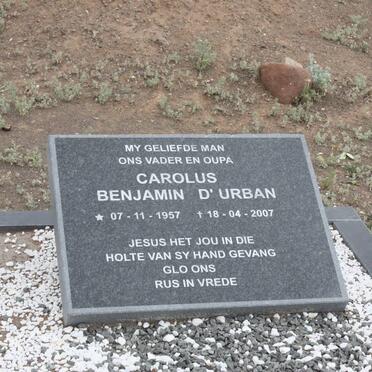 MY GELIEFDE MAN
ONS VADER EN OUPA
CAROLUS
BENJAMIN D' URBAN
★ 07 - 11 - 1957 † 18 - 04 - 2007
JESUS HET JOU IN DIE
HOLTE VAN SY HAND GEVANG
GLO ONS
RUS IN VREDE